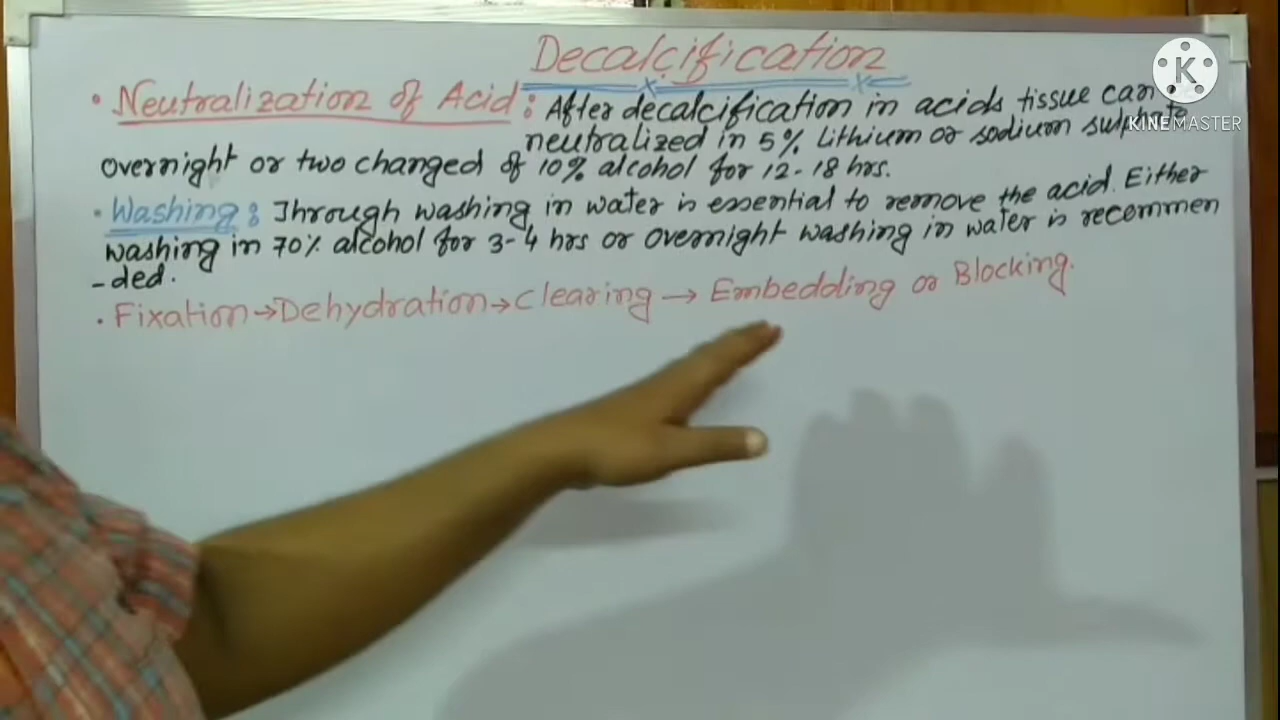 Decalcification
• Neutralization of Acid: After decalcification in acids tissue can
neutralized in 5% Lithium or sodium sulphate
overnight or two changed of 10% alcohol for 12-18 hrs.
• Washing: Through washing in water is essential to remove the acid. Either
washing in 70% alcohol for 3-4 hrs or overnight washing in water is recommen
-ded.
• Fixation → Dehydration → Clearing → Embedding or Blocking.
K
KINEMASTER